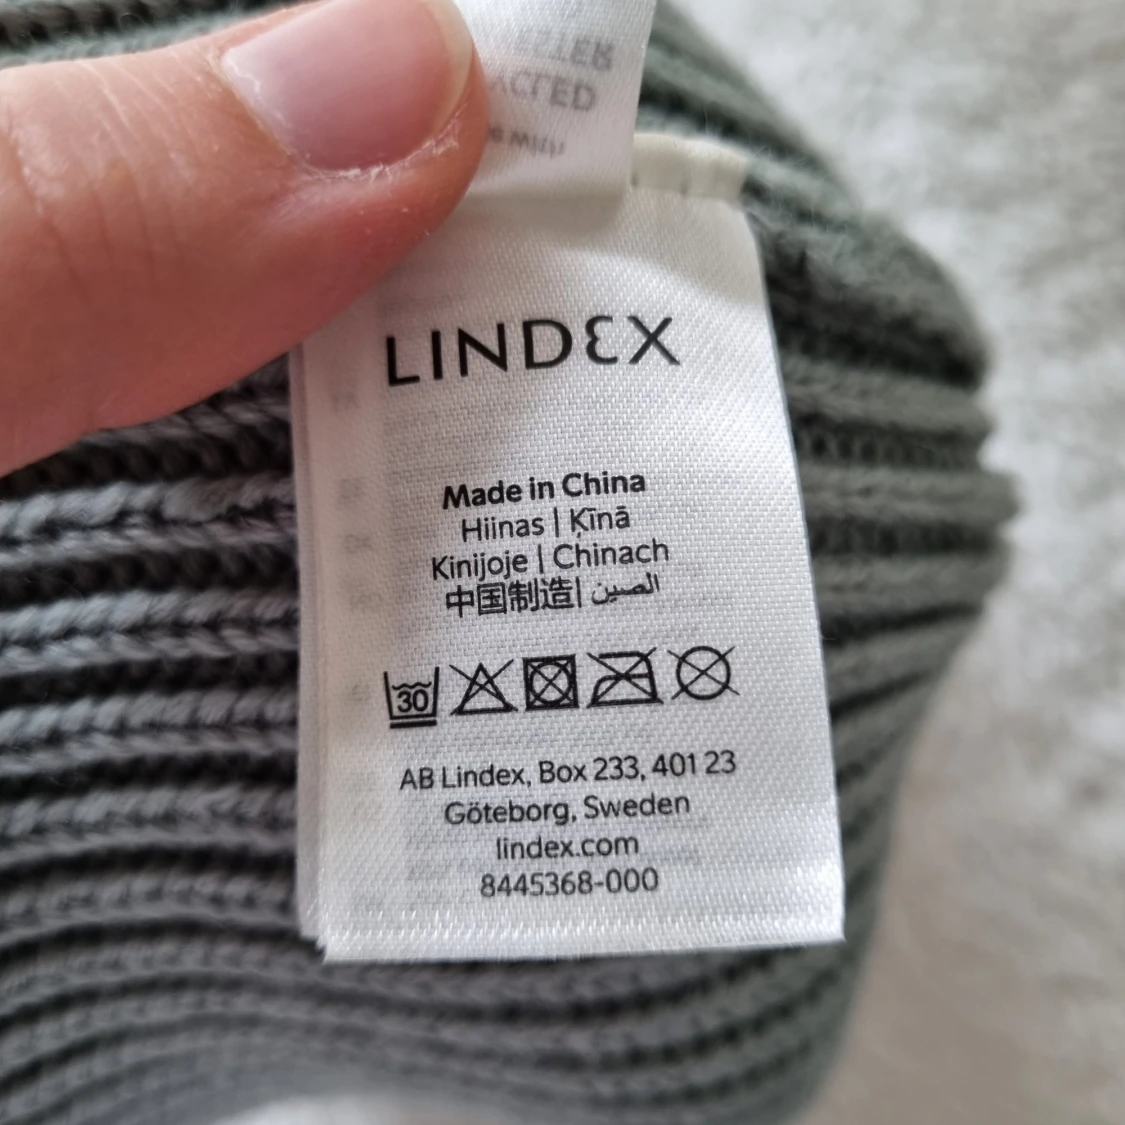 LINDEX
Made in China
Hiinas | Ķīnā
Kinijoje | Chinach
中国制造| الصين
30
AB Lindex, Box 233, 401 23
Göteborg, Sweden
lindex.com
8445368-000